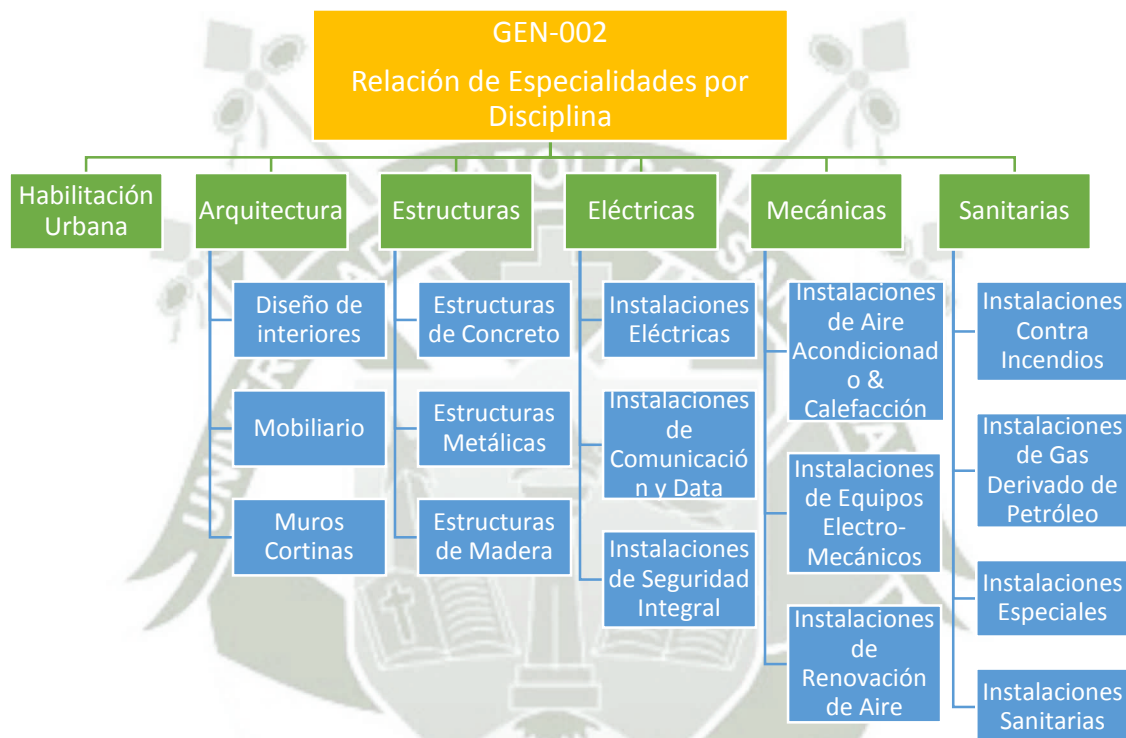 GEN-002
Relación de Especialidades por
Disciplina
Habilitación
Urbana
Arquitectura
Estructuras
Eléctricas
Mecánicas
Sanitarias
Diseño de
interiores
Mobiliario
Muros
Cortinas
Estructuras
de Concreto
Estructuras
Metálicas
Estructuras
de Madera
Instalaciones
Eléctricas
Instalaciones
de
Comunicació
n y Data
Instalaciones
de Seguridad
Integral
Instalaciones
de Aire
Acondicionad
o &
Calefacción
Instalaciones
de Equipos
Electro-
Mecánicos
Instalaciones
de
Renovación
de Aire
Instalaciones
Contra
Incendios
Instalaciones
de Gas
Derivado de
Petróleo
Instalaciones
Especiales
Instalaciones
Sanitarias